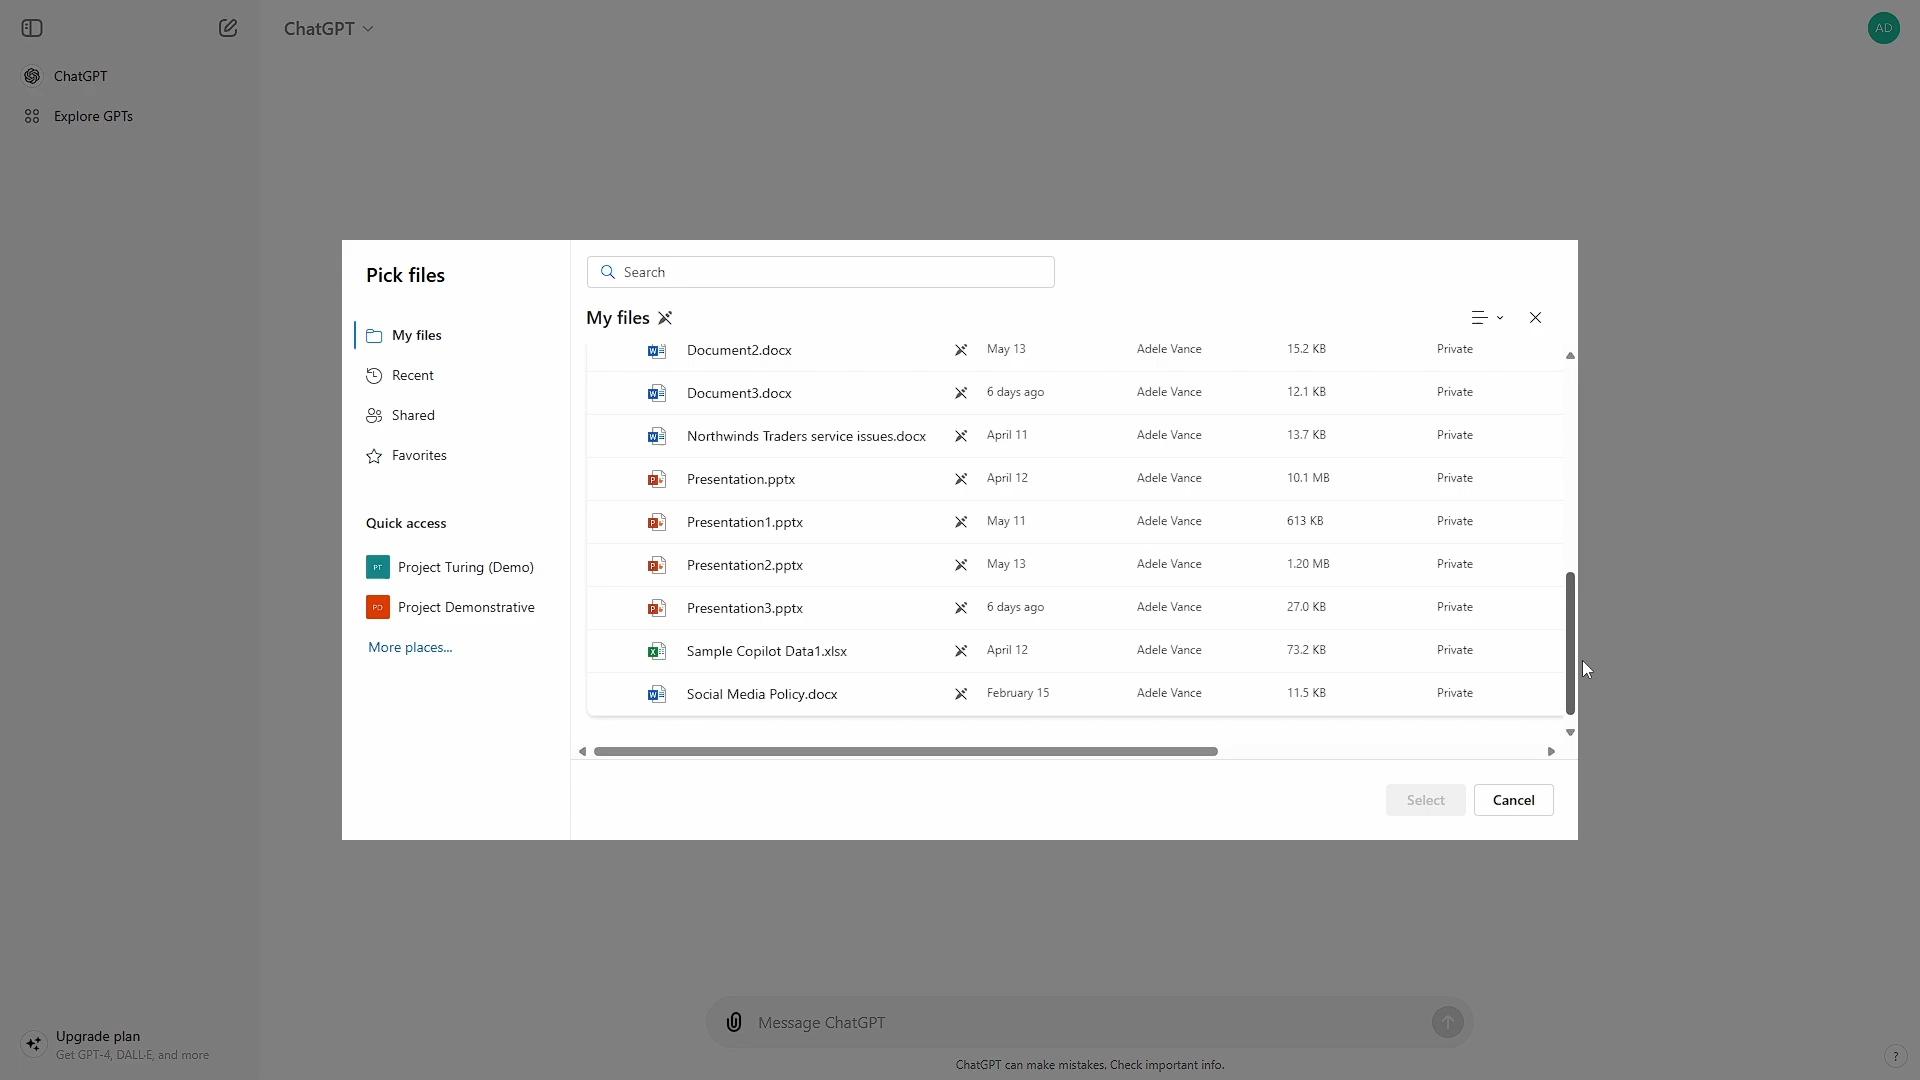 ChatGPT
AD
ChatGPT
Explore GPTs
Pick files
Search
My files
My files
Recent
Shared
Favorites
Quick access
PT Project Turing (Demo)
PD Project Demonstrative
More places...
Document2.docx May 13 Adele Vance 15.2 KB Private
Document3.docx 6 days ago Adele Vance 12.1 KB Private
Northwinds Traders service issues.docx April 11 Adele Vance 13.7 KB Private
Presentation.pptx April 12 Adele Vance 10.1 MB Private
Presentation1.pptx May 11 Adele Vance 613 KB Private
Presentation2.pptx May 13 Adele Vance 1.20 MB Private
Presentation3.pptx 6 days ago Adele Vance 27.0 KB Private
Sample Copilot Data1.xlsx April 12 Adele Vance 73.2 KB Private
Social Media Policy.docx February 15 Adele Vance 11.5 KB Private
Select Cancel
Upgrade plan
Get GPT-4, DALL·E, and more
Message ChatGPT
ChatGPT can make mistakes. Check important info.
?